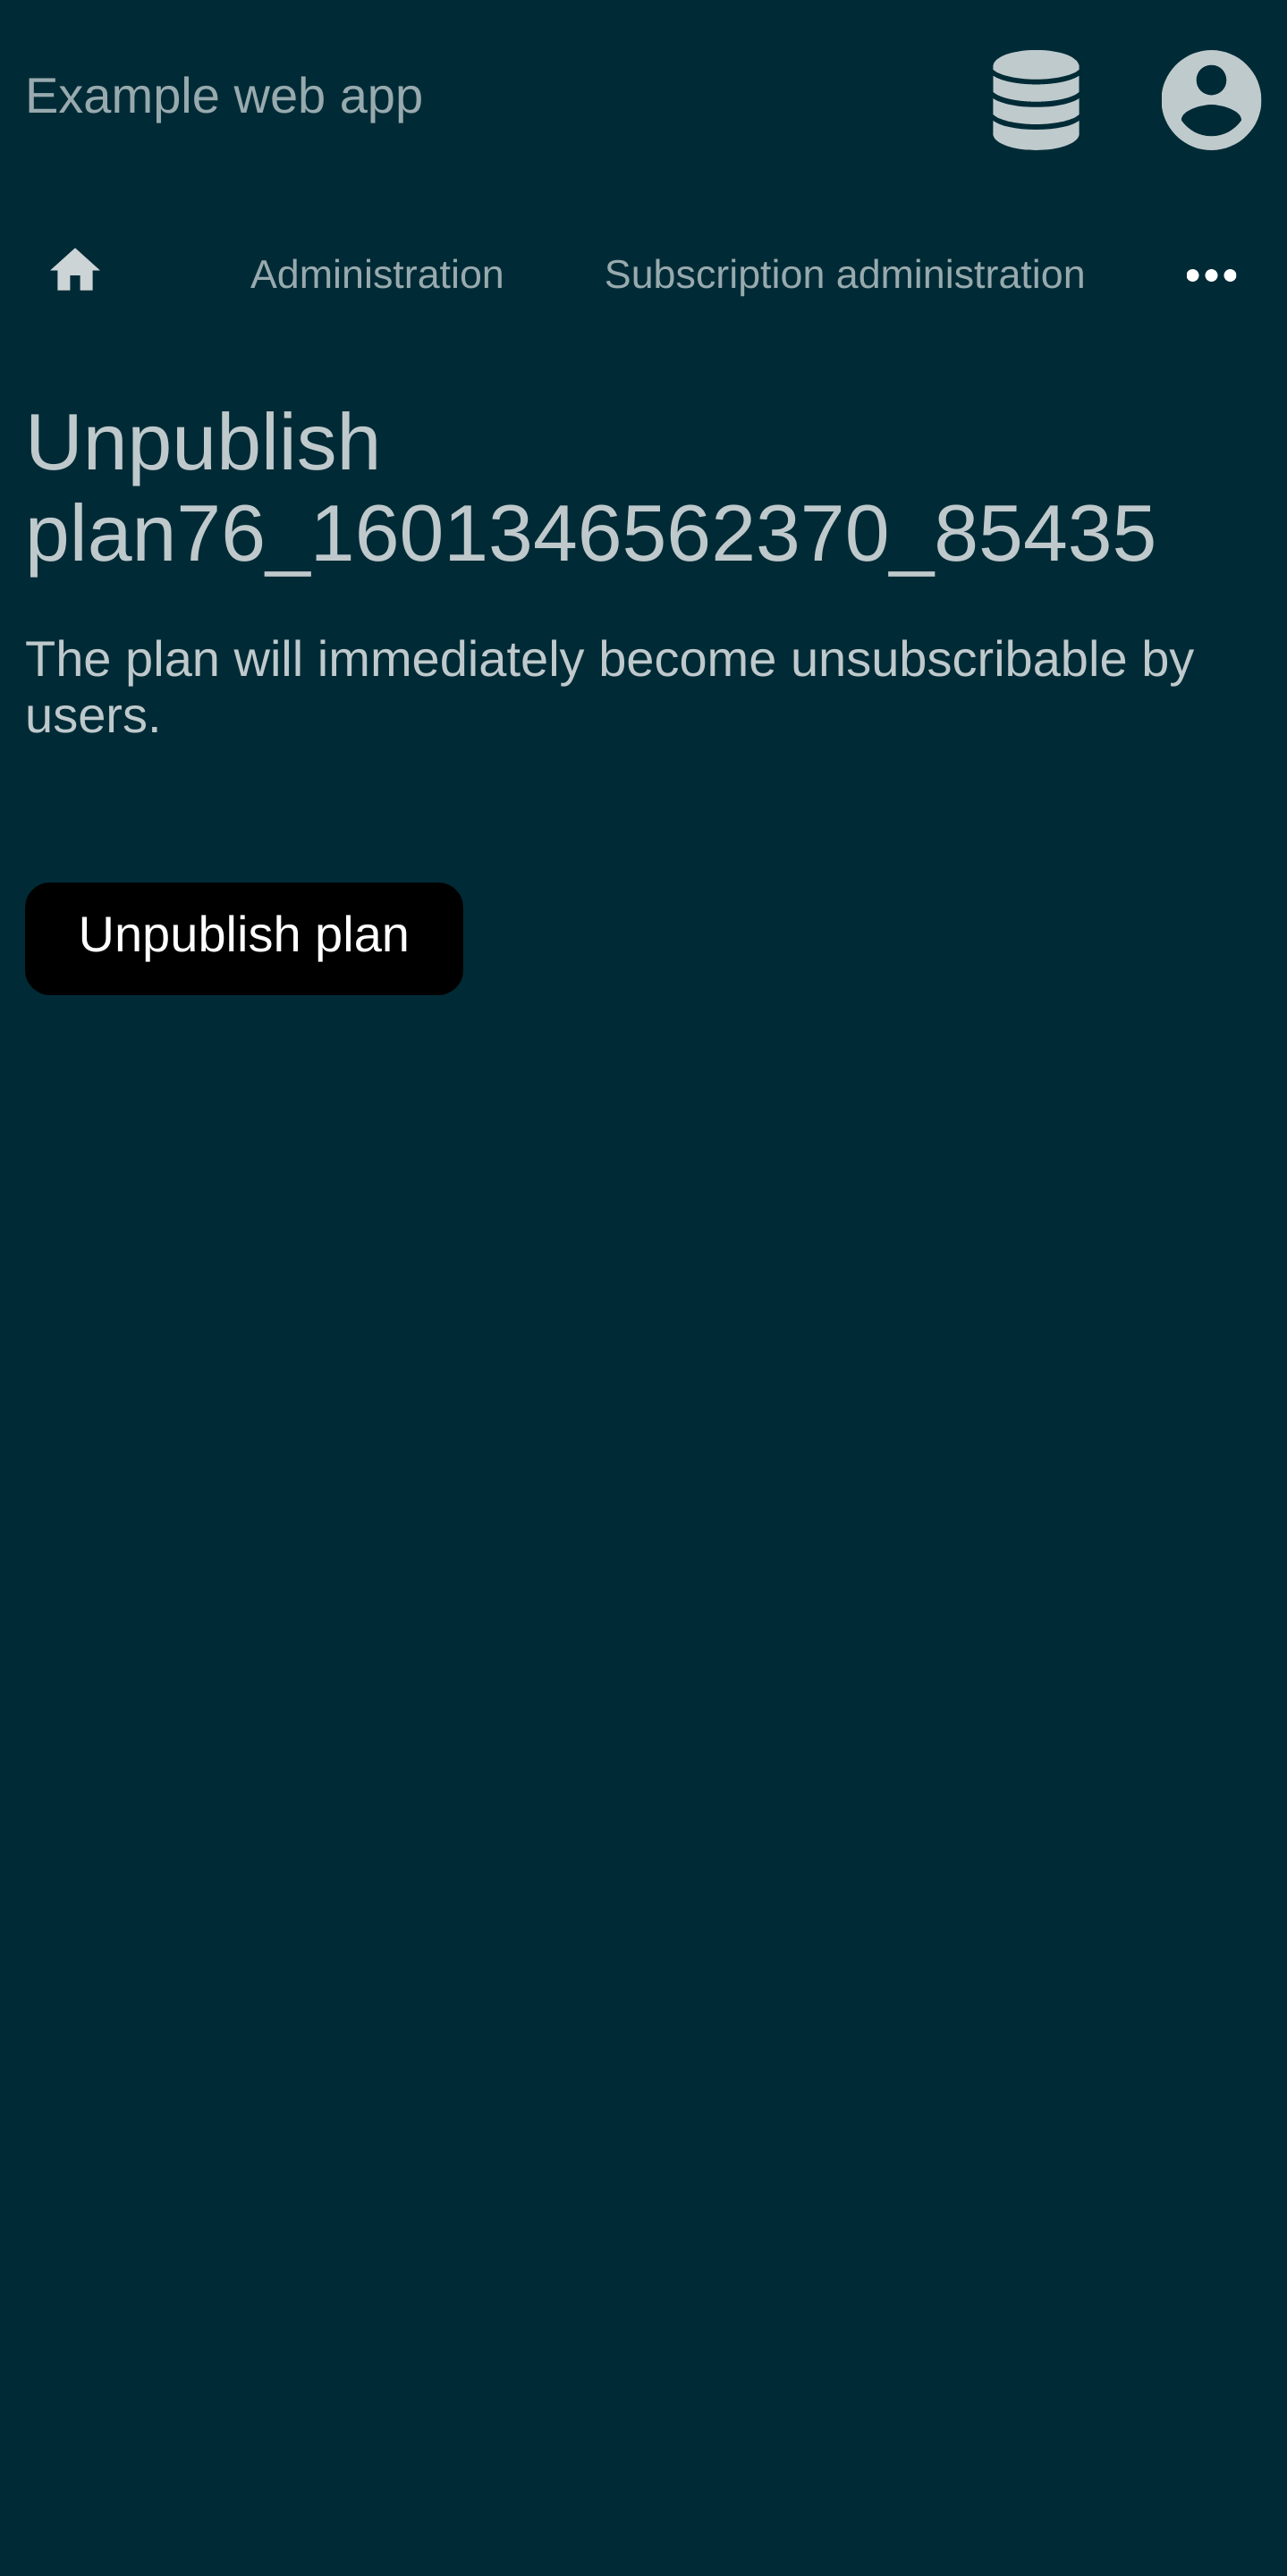 Example web app
Administration Subscription administration
Unpublish
plan76_1601346562370_85435
The plan will immediately become unsubscribable by
users.
Unpublish plan